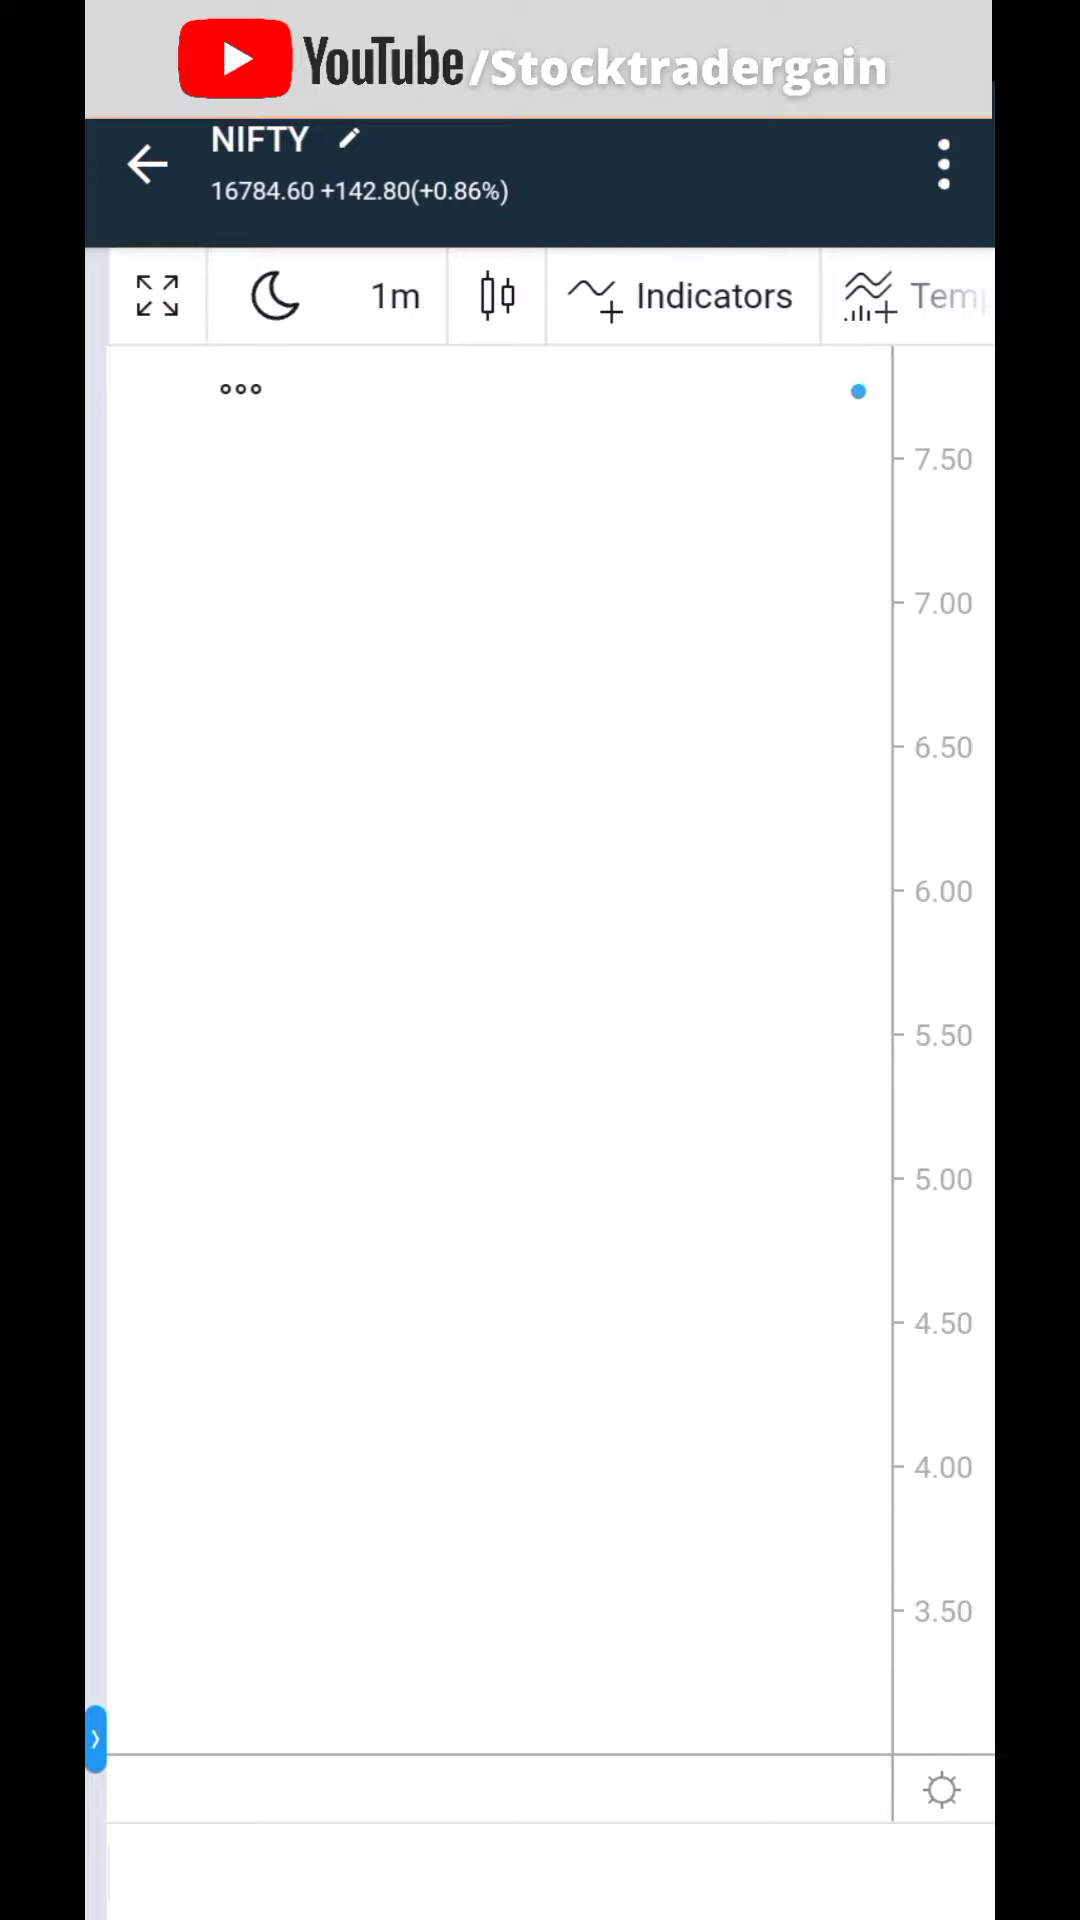 YouTube /Stocktradergain
NIFTY
16784.60 +142.80(+0.86%)
1m
Indicators
7.50
7.00
6.50
6.00
5.50
5.00
4.50
4.00
3.50